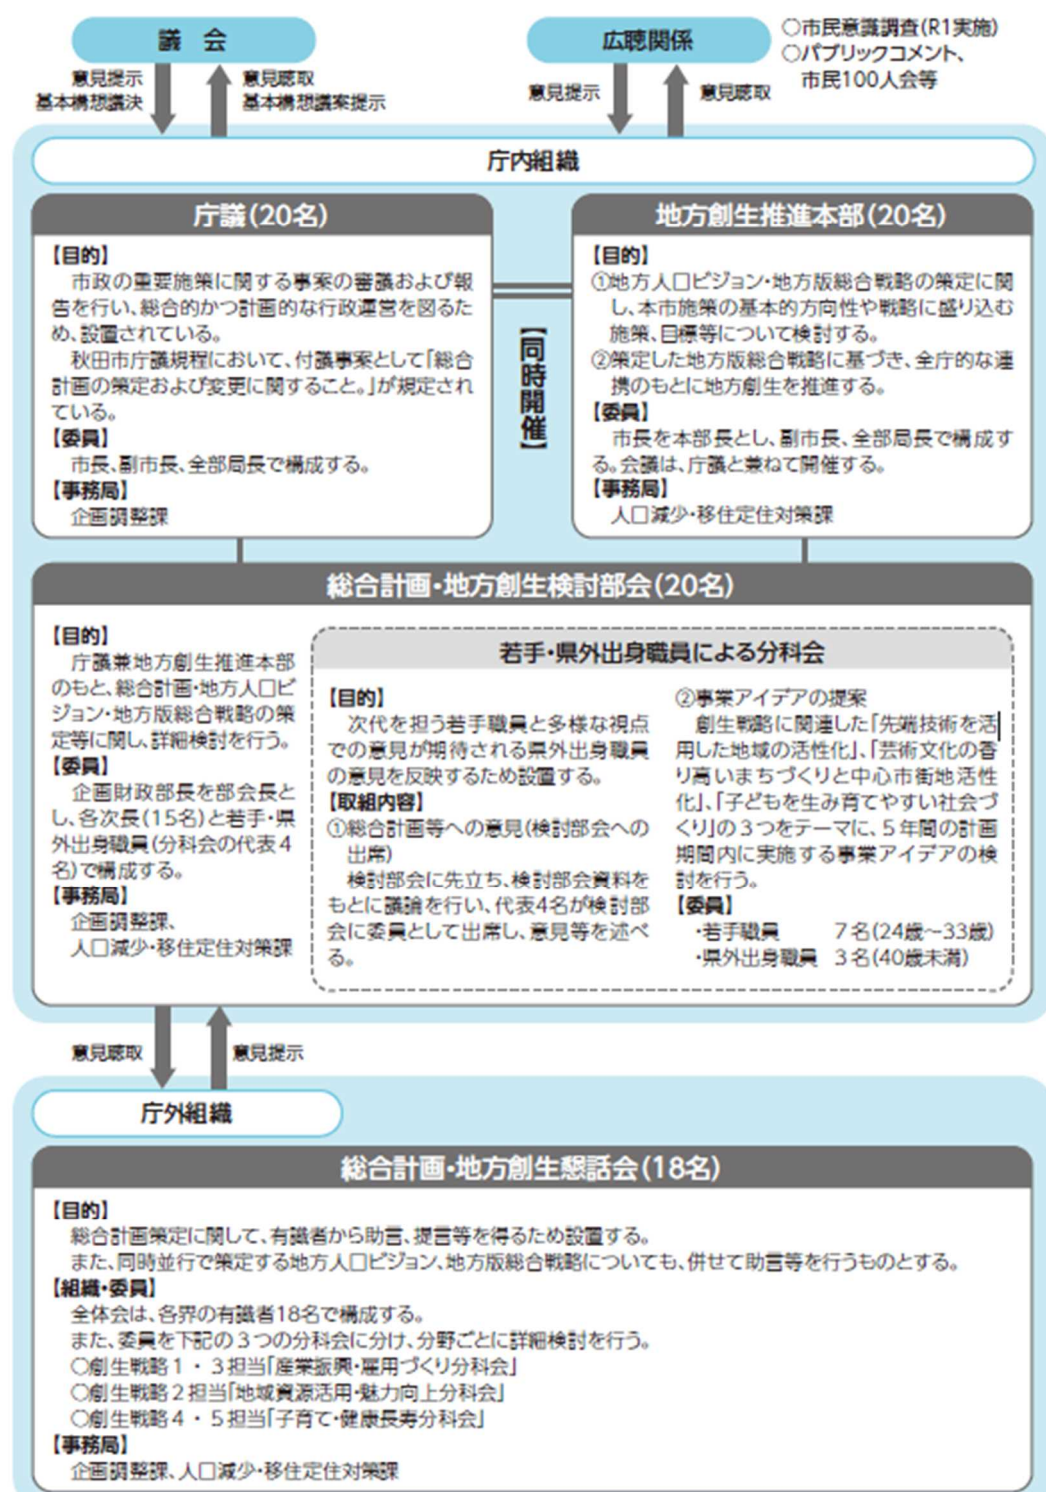 議　会
広聴関係
○市民意識調査(R1実施)
○パブリックコメント、
市民100人会等
意見提示
基本構想議決
意見聴取
基本構想議案提示
意見提示
意見聴取
庁内組織
庁議(20名)
【目的】
市政の重要施策に関する事案の審議および報
告を行い、総合的かつ計画的な行政運営を図るた
め、設置されている。
秋田市庁議規程において、付議事案として「総合
計画の策定および変更に関すること。」が規定され
ている。
【委員】
市長、副市長、全部局長で構成する。
【事務局】
企画調整課
【同時開催】
地方創生推進本部(20名)
【目的】
①地方人口ビジョン・地方版総合戦略の策定に関
し、本市施策の基本的方向性や戦略に盛り込む
施策、目標等について検討する。
②策定した地方版総合戦略に基づき、全庁的な連
携のもとに地方創生を推進する。
【委員】
市長を本部長とし、副市長、全部局長で構成す
る。会議は、庁議と兼ねて開催する。
【事務局】
人口減少・移住定住対策課
総合計画・地方創生検討部会(20名)
【目的】
庁議兼地方創生推進本部
のもと、総合計画・地方人口ビ
ジョン・地方版総合戦略の策
定等に関し、詳細検討を行う。
【委員】
企画財政部長を部会長と
し、各次長(15名)と若手・県
外出身職員(分科会の代表4
名)で構成する。
【事務局】
企画調整課、
人口減少・移住定住対策課
若手・県外出身職員による分科会
【目的】
次代を担う若手職員と多様な視点
での意見が期待される県外出身職員
の意見を反映するため設置する。
【取組内容】
①総合計画等への意見(検討部会への
出席)
検討部会に先立ち、検討部会資料を
もとに議論を行い、代表4名が検討部
会に委員として出席し、意見等を述べ
る。
②事業アイデアの提案
創生戦略に関連した「先端技術を活
用した地域の活性化」、「芸術文化の香
り高いまちづくりと中心市街地活性
化」、「子どもを生み育てやすい社会づ
くり」の３つをテーマに、５年間の計画
期間内に実施する事業アイデアの検
討を行う。
【委員】
・若手職員　　７名(24歳～33歳)
・県外出身職員　３名(40歳未満)
意見聴取
意見提示
庁外組織
総合計画・地方創生懇話会(18名)
【目的】
総合計画策定に関して、有識者から助言、提言等を得るため設置する。
また、同時並行で策定する地方人口ビジョン、地方版総合戦略についても、併せて助言等を行うものとする。
【組織・委員】
全体会は、各界の有識者18名で構成する。
また、委員を下記の３つの分科会に分け、分野ごとに詳細検討を行う。
○創生戦略１・３担当「産業振興・雇用づくり分科会」
○創生戦略２担当「地域資源活用・魅力向上分科会」
○創生戦略４・５担当「子育て・健康長寿分科会」
【事務局】
企画調整課、人口減少・移住定住対策課